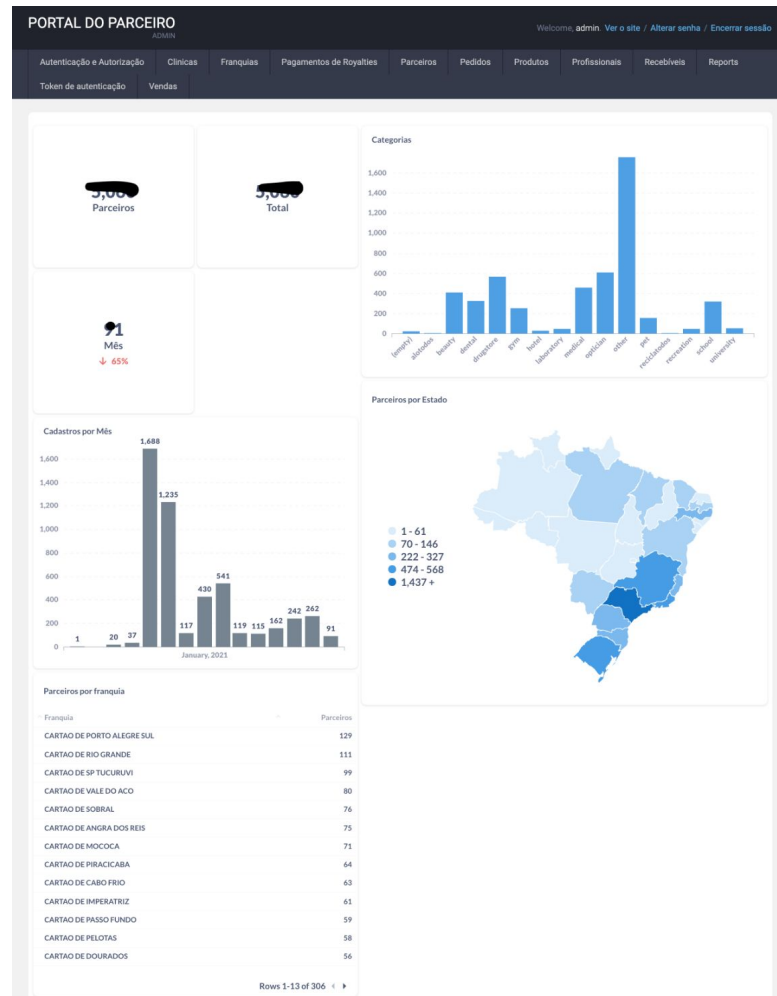 PORTAL DO PARCEIRO
ADMIN
Welcome, admin. Ver o site / Alterar senha / Encerrar sessão
Autenticação e Autorização Clinicas Franquias Pagamentos de Royalties Parceiros Pedidos Produtos Profissionais Recebíveis Reports
Token de autenticação Vendas
Parceiros
Total
91
Mês
↓ 65%
Categorias
1,600
1,400
1,200
1,000
800
600
400
200
0
(empty) alotodos beauty dental drugstore gym hotel laboratory medical optician other pet reciclatodos recreation school university
Cadastros por Mês
1,600
1,400
1,200
1,000
800
600
400
200
0
1 20 37 1,688 1,235 117 430 541 119 115 162 242 262 91
January, 2021
Parceiros por Estado
1 - 61
70 - 146
222 - 327
474 - 568
1,437 +
Parceiros por franquia
Franquia Parceiros
CARTAO DE PORTO ALEGRE SUL 129
CARTAO DE RIO GRANDE 111
CARTAO DE SP TUCURUVI 99
CARTAO DE VALE DO ACO 80
CARTAO DE SOBRAL 76
CARTAO DE ANGRA DOS REIS 75
CARTAO DE MOCOCA 71
CARTAO DE PIRACICABA 64
CARTAO DE CABO FRIO 63
CARTAO DE IMPERATRIZ 61
CARTAO DE PASSO FUNDO 59
CARTAO DE PELOTAS 58
CARTAO DE DOURADOS 56
Rows 1-13 of 306